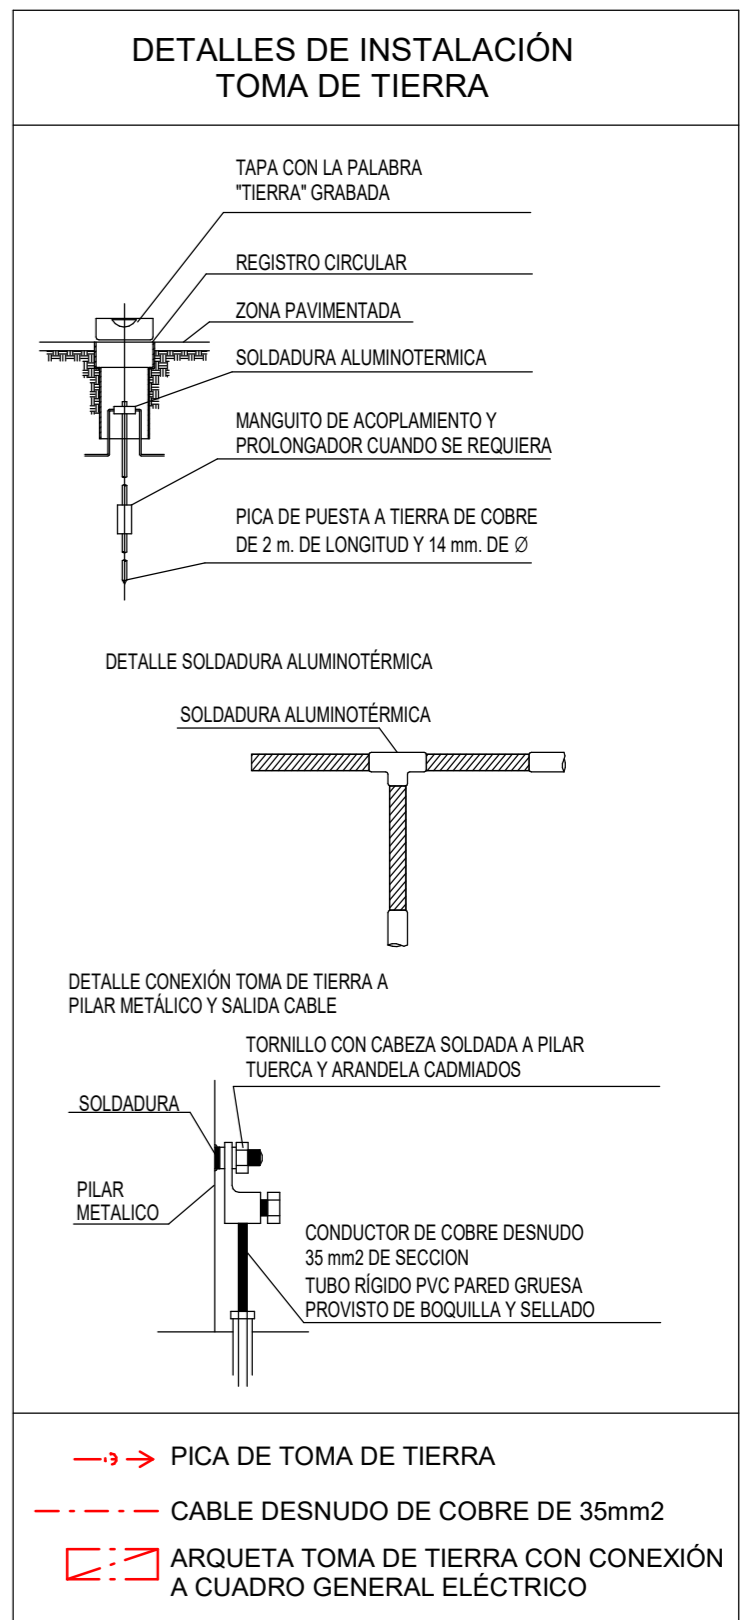 DETALLES DE INSTALACIÓN
TOMA DE TIERRA
TAPA CON LA PALABRA
"TIERRA" GRABADA
REGISTRO CIRCULAR
ZONA PAVIMENTADA
SOLDADURA ALUMINOTERMICA
MANGUITO DE ACOPLAMIENTO Y
PROLONGADOR CUANDO SE REQUIERA
PICA DE PUESTA A TIERRA DE COBRE
DE 2 m. DE LONGITUD Y 14 mm. DE Ø
DETALLE SOLDADURA ALUMINOTÉRMICA
SOLDADURA ALUMINOTÉRMICA
DETALLE CONEXIÓN TOMA DE TIERRA A
PILAR METÁLICO Y SALIDA CABLE
TORNILLO CON CABEZA SOLDADA A PILAR
TUERCA Y ARANDELA CADMIADOS
SOLDADURA
PILAR
METALICO
CONDUCTOR DE COBRE DESNUDO
35 mm2 DE SECCION
TUBO RÍGIDO PVC PARED GRUESA
PROVISTO DE BOQUILLA Y SELLADO
PICA DE TOMA DE TIERRA
CABLE DESNUDO DE COBRE DE 35mm2
ARQUETA TOMA DE TIERRA CON CONEXIÓN
A CUADRO GENERAL ELÉCTRICO